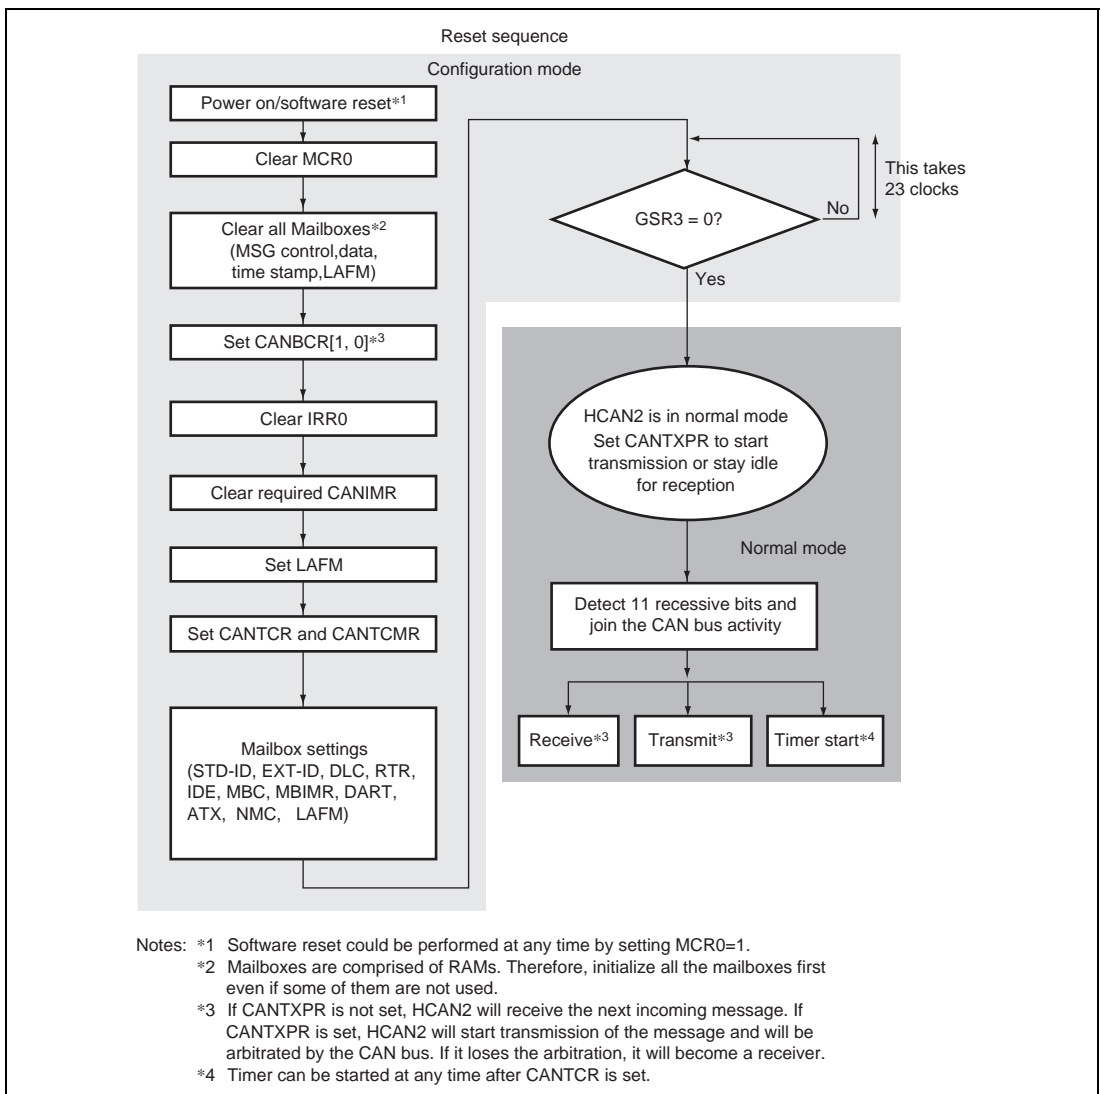 Reset sequence
Configuration mode
Power on/software reset*1
Clear MCR0
Clear all Mailboxes*2
(MSG control,data,
time stamp,LAFM)
Set CANBCR[1, 0]*3
Clear IRR0
Clear required CANIMR
Set LAFM
Set CANTCR and CANTCMR
Mailbox settings
(STD-ID, EXT-ID, DLC, RTR,
IDE, MBC, MBIMR, DART,
ATX, NMC, LAFM)
GSR3 = 0?
No
This takes
23 clocks
Yes
HCAN2 is in normal mode
Set CANTXPR to start
transmission or stay idle
for reception
Normal mode
Detect 11 recessive bits and
join the CAN bus activity
Receive*3
Transmit*3
Timer start*4
Notes: *1 Software reset could be performed at any time by setting MCR0=1.
*2 Mailboxes are comprised of RAMs. Therefore, initialize all the mailboxes first
even if some of them are not used.
*3 If CANTXPR is not set, HCAN2 will receive the next incoming message. If
CANTXPR is set, HCAN2 will start transmission of the message and will be
arbitrated by the CAN bus. If it loses the arbitration, it will become a receiver.
*4 Timer can be started at any time after CANTCR is set.